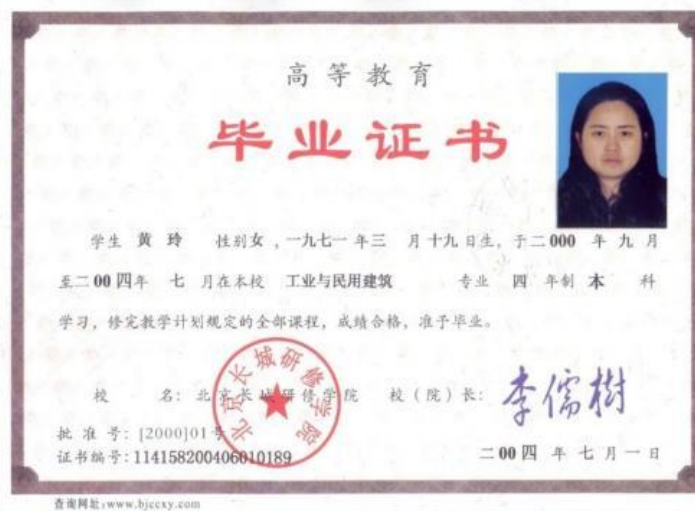 高等教育
毕业证书
学生 黄 玲 性别女，一九七一年三 月十九日生，于二000 年 九 月
至二00四年 七 月在本校 工业与民用建筑 专业 四 年制 本 科
学习，修完教学计划规定的全部课程，成绩合格，准予毕业。
校 名：北京长城研修学院 校（院）长：李儒樹
北京长城研修学院
批 准 号：[2000]01号
证书编号：114158200406010189
二00四 年 七 月 一 日
查询网址：www.bjccxy.com